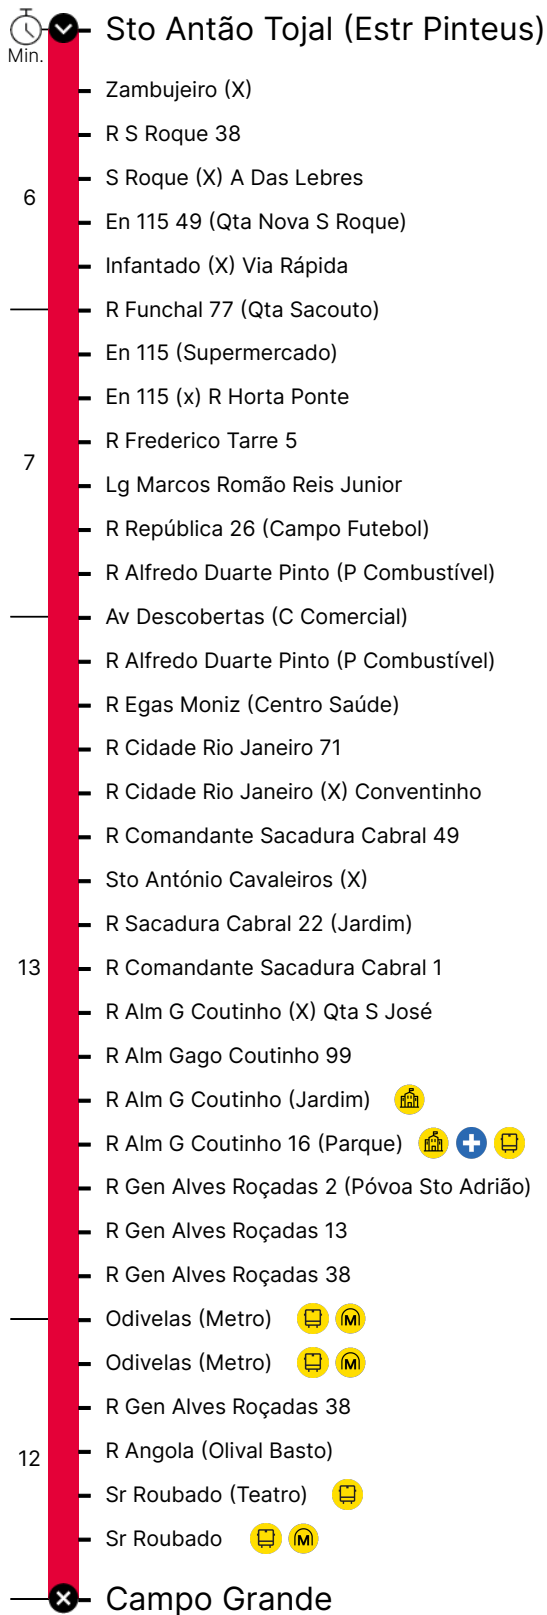 Sto Antão Tojal (Estr Pinteus)
Min.
Zambujeiro (X)
R S Roque 38
S Roque (X) A Das Lebres
6
En 115 49 (Qta Nova S Roque)
Infantado (X) Via Rápida
R Funchal 77 (Qta Sacouto)
En 115 (Supermercado)
En 115 (x) R Horta Ponte
R Frederico Tarre 5
7
Lg Marcos Romão Reis Junior
R República 26 (Campo Futebol)
R Alfredo Duarte Pinto (P Combustível)
Av Descobertas (C Comercial)
R Alfredo Duarte Pinto (P Combustível)
R Egas Moniz (Centro Saúde)
R Cidade Rio Janeiro 71
R Cidade Rio Janeiro (X) Conventinho
R Comandante Sacadura Cabral 49
Sto António Cavaleiros (X)
R Sacadura Cabral 22 (Jardim)
13
R Comandante Sacadura Cabral 1
R Alm G Coutinho (X) Qta S José
R Alm Gago Coutinho 99
R Alm G Coutinho (Jardim)
R Alm G Coutinho 16 (Parque)
R Gen Alves Roçadas 2 (Póvoa Sto Adrião)
R Gen Alves Roçadas 13
R Gen Alves Roçadas 38
Odivelas (Metro) M
Odivelas (Metro) M
R Gen Alves Roçadas 38
R Angola (Olival Basto)
12
Sr Roubado (Teatro)
Sr Roubado M
Campo Grande